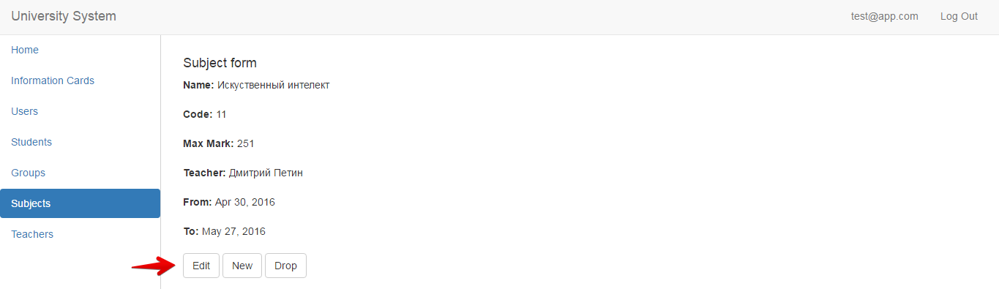 University System test@app.com Log Out
Home
Information Cards
Users
Students
Groups
Subjects
Teachers
Subject form
Name: Искуственный интелект
Code: 11
Max Mark: 251
Teacher: Дмитрий Петин
From: Apr 30, 2016
To: May 27, 2016
Edit New Drop